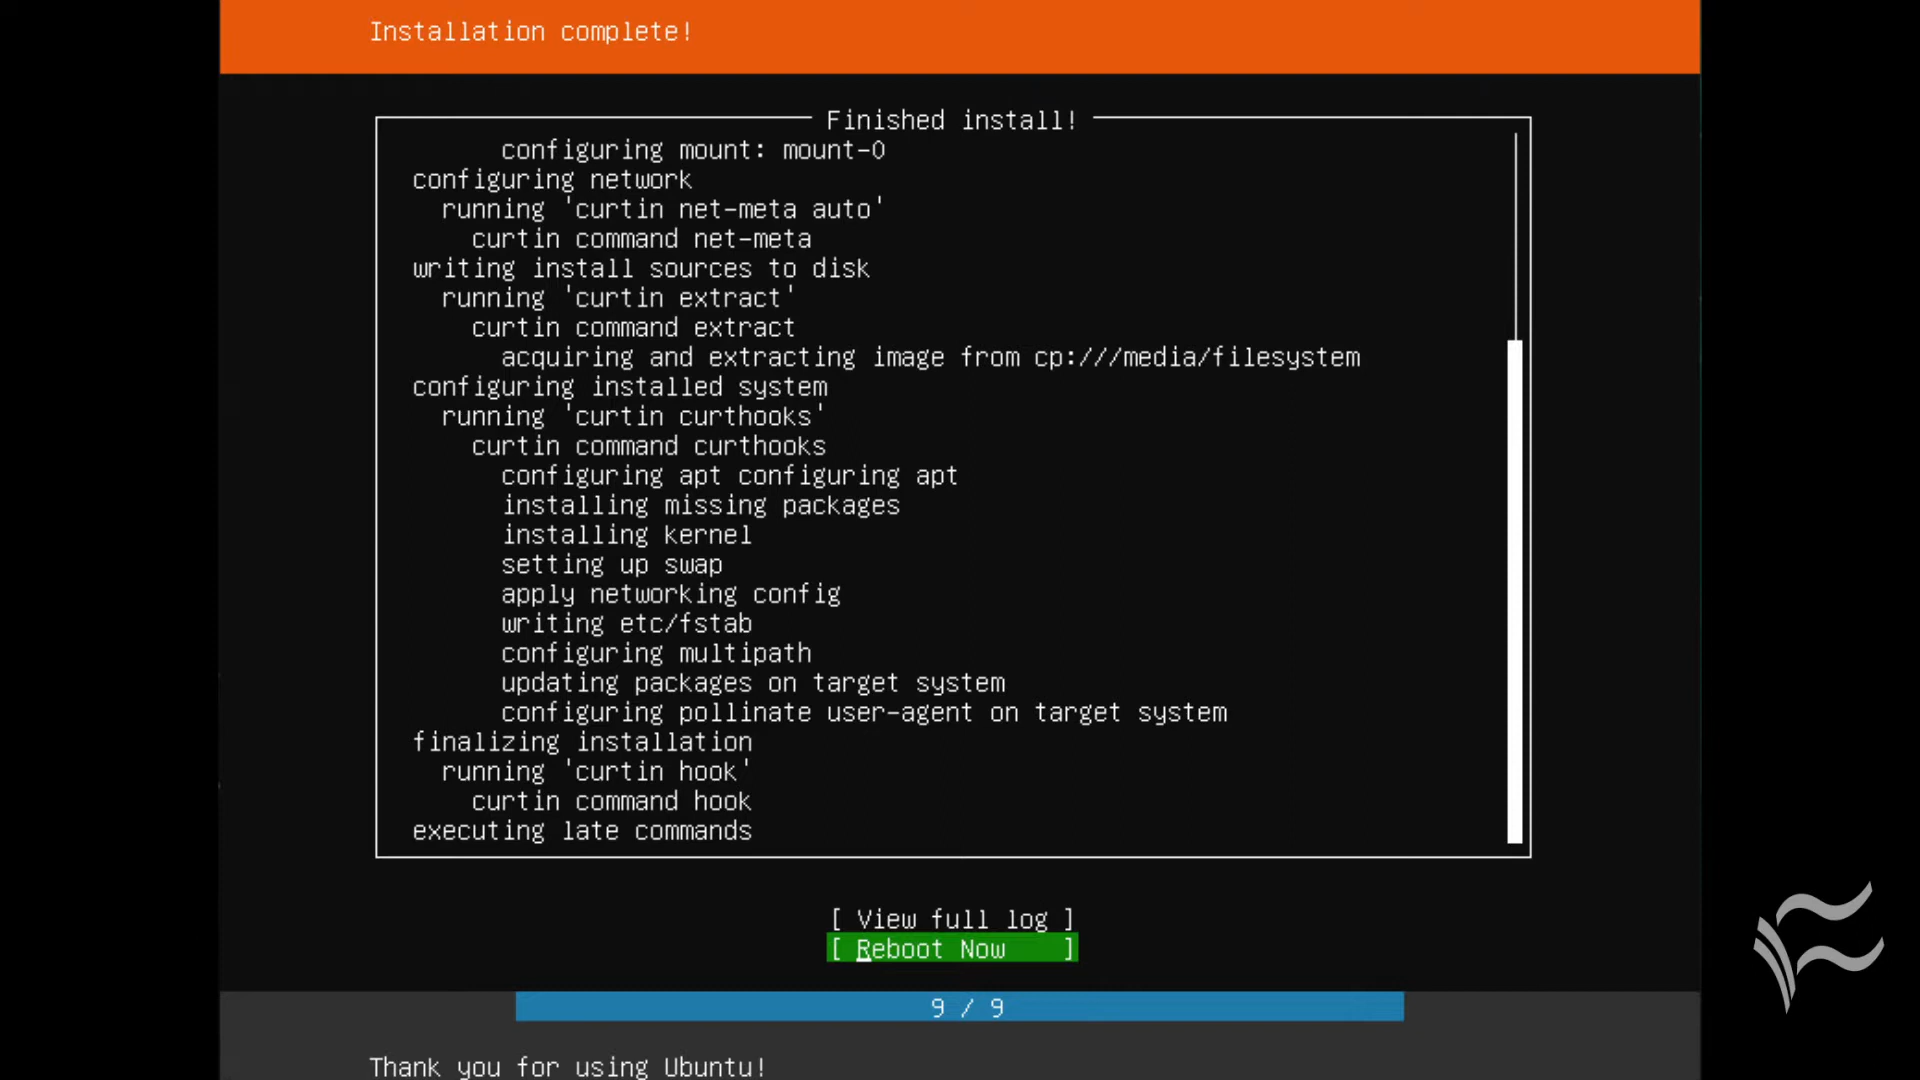 Installation complete!
Finished install!
configuring mount: mount-0
configuring network
running 'curtin net-meta auto'
curtin command net-meta
writing install sources to disk
running 'curtin extract'
curtin command extract
acquiring and extracting image from cp:///media/filesystem
configuring installed system
running 'curtin curthooks'
curtin command curthooks
configuring apt configuring apt
installing missing packages
installing kernel
setting up swap
apply networking config
writing etc/fstab
configuring multipath
updating packages on target system
configuring pollinate user-agent on target system
finalizing installation
running 'curtin hook'
curtin command hook
executing late commands
[ View full log ]
[ Reboot Now ]
9 / 9
Thank you for using Ubuntu!